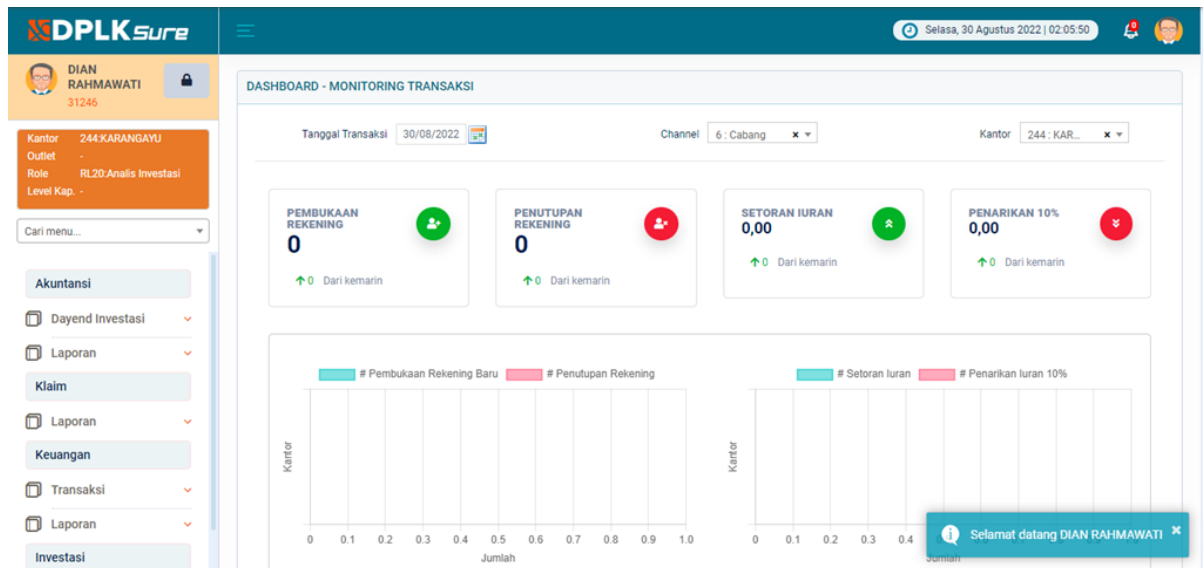 DPLKSure
Selasa, 30 Agustus 2022 | 02:05:50
DIAN
RAHMAWATI
31246
Kantor 244:KARANGAYU
Outlet -
Role RL20:Analis Investasi
Level Kap. -
Cari menu...
Akuntansi
Dayend Investasi
Laporan
Klaim
Laporan
Keuangan
Transaksi
Laporan
Investasi
DASHBOARD - MONITORING TRANSAKSI
Tanggal Transaksi 30/08/2022 Channel 6 : Cabang x Kantor 244 : KAR... x
PEMBUKAAN
REKENING
0
0 Dari kemarin
PENUTUPAN
REKENING
0
0 Dari kemarin
SETORAN IURAN
0,00
0 Dari kemarin
PENARIKAN 10%
0,00
0 Dari kemarin
# Pembukaan Rekening Baru # Penutupan Rekening
Kantor
0 0.1 0.2 0.3 0.4 0.5 0.6 0.7 0.8 0.9 1.0
Jumlah
# Setoran Iuran # Penarikan Iuran 10%
Kantor
0 0.1 0.2 0.3 0.4
Jumlah
Selamat datang DIAN RAHMAWATI ×